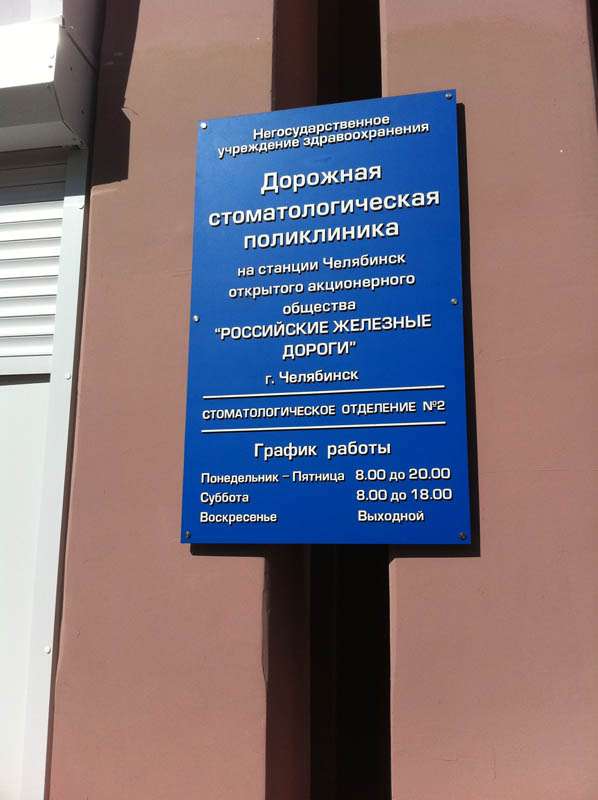 Негосударственное
учреждение здравоохранения
Дорожная
стоматологическая
поликлиника
на станции Челябинск
открытого акционерного
общества
"РОССИЙСКИЕ ЖЕЛЕЗНЫЕ
ДОРОГИ"
г. Челябинск
СТОМАТОЛОГИЧЕСКОЕ ОТДЕЛЕНИЕ №2
График работы
Понедельник – Пятница 8.00 до 20.00
Суббота 8.00 до 18.00
Воскресенье Выходной